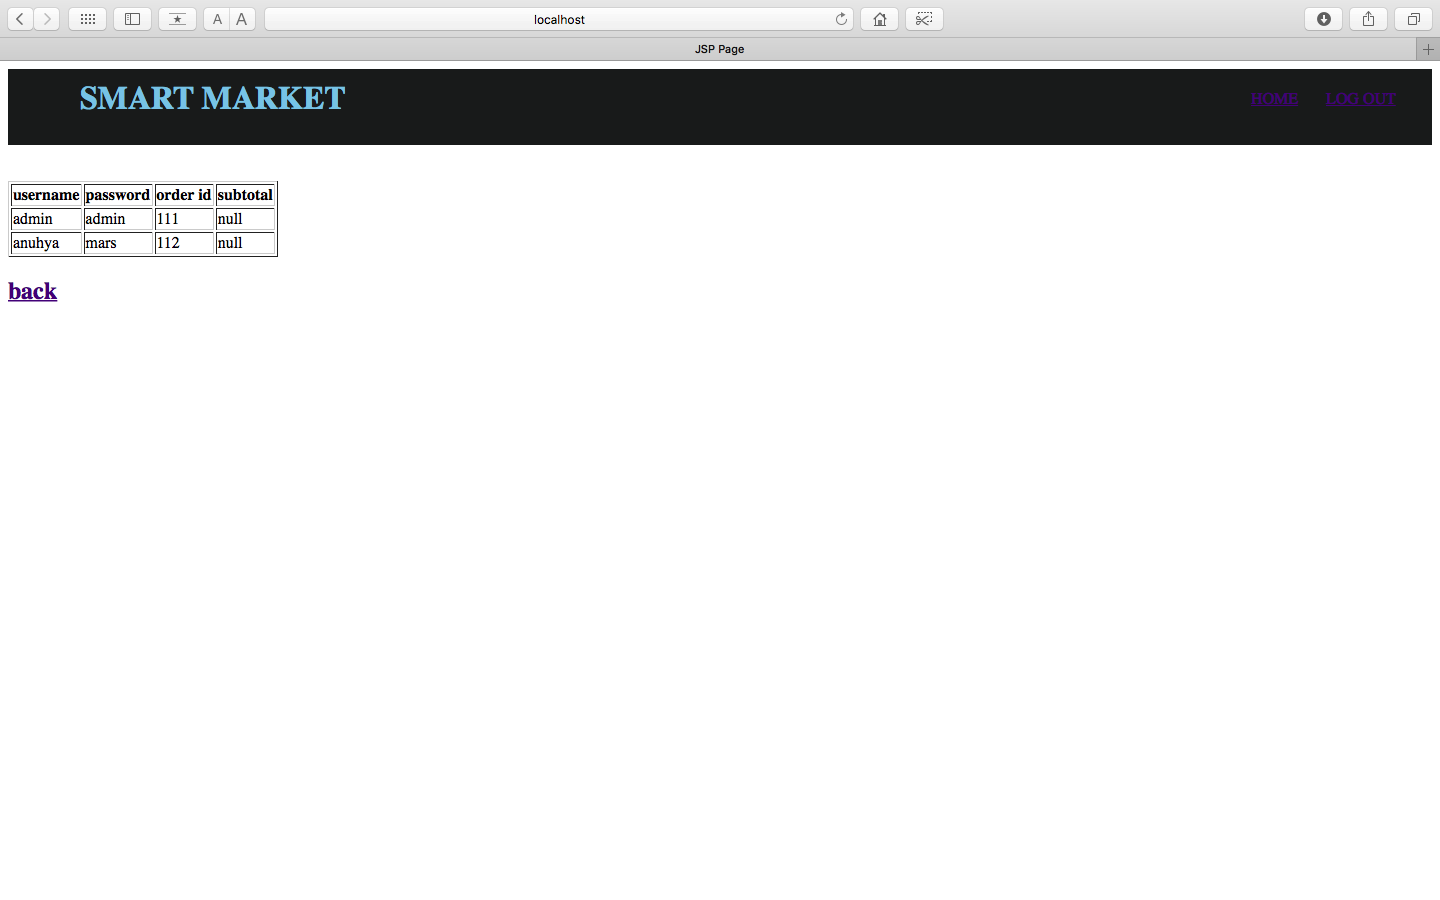 A A localhost
JSP Page
SMART MARKET HOME LOG OUT
username password order id subtotal
admin admin 111 null
anuhya mars 112 null
back